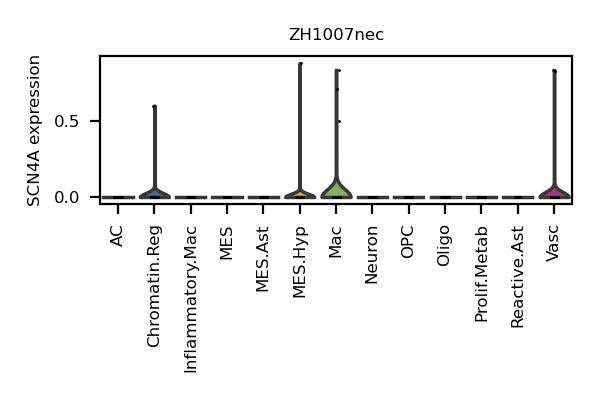 ZH1007nec
SCN4A expression
0.5
0.0
AC
Chromatin.Reg
Inflammatory.Mac
MES
MES.Ast
MES.Hyp
Mac
Neuron
OPC
Oligo
Prolif.Metab
Reactive.Ast
Vasc